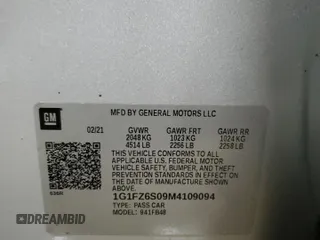 MFD BY GENERAL MOTORS LLC
GM
02/21 GVWR GAWR FRT GAWR RR
2048 KG 1023 KG 1024 KG
4514 LB 2256 LB 2258 LB
THIS VEHICLE CONFORMS TO ALL
APPLICABLE U.S. FEDERAL MOTOR
VEHICLE SAFETY, BUMPER, AND THEFT
PREVENTION STANDARDS IN EFFECT ON
THE DATE OF MANUFACTURE SHOWN
ABOVE.
1G1FZ6S09M4109094
TYPE: PASS CAR
MODEL: 941FB48
DREAMBID